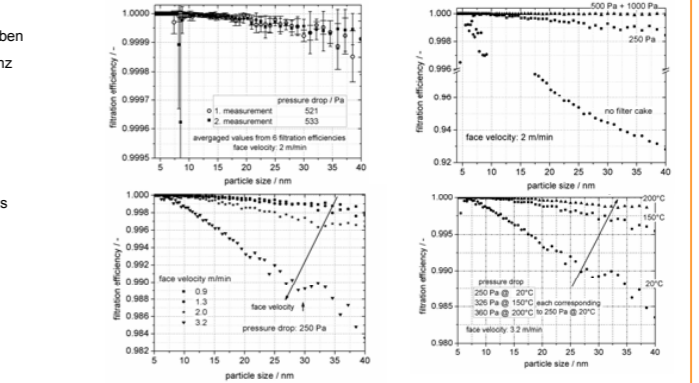 ben
nz
s
1.0000
0.9999
0.9998
0.9997
0.9996
0.9995
filtration efficiency / -
pressure drop / Pa
1. measurement 521
2. measurement 533
avergaged values from 6 filtration efficiencies
face velocity: 2 m/min
5 10 15 20 25 30 35 40
particle size / nm
1.000
0.998
0.996
0.96
0.94
0.92
filtration efficiency / -
500 Pa + 1000 Pa
250 Pa
no filter cake
face velocity: 2 m/min
5 10 15 20 25 30 35 40
particle size / nm
1.000
0.998
0.996
0.994
0.992
0.990
0.988
0.986
0.984
0.982
filtration efficiency / -
face velocity m/min
0.9
1.3
2.0
3.2
face velocity
pressure drop: 250 Pa
5 10 15 20 25 30 35 40
particle size / nm
1.000
0.995
0.990
0.985
0.980
filtration efficiency / -
200°C
150°C
20°C
pressure drop
250 Pa @ 20°C
326 Pa @ 150°C each corresponding
360 Pa @ 200°C to 250 Pa @ 20°C
face velocity: 3.2 m/min
5 10 15 20 25 30 35 40
particle size / nm